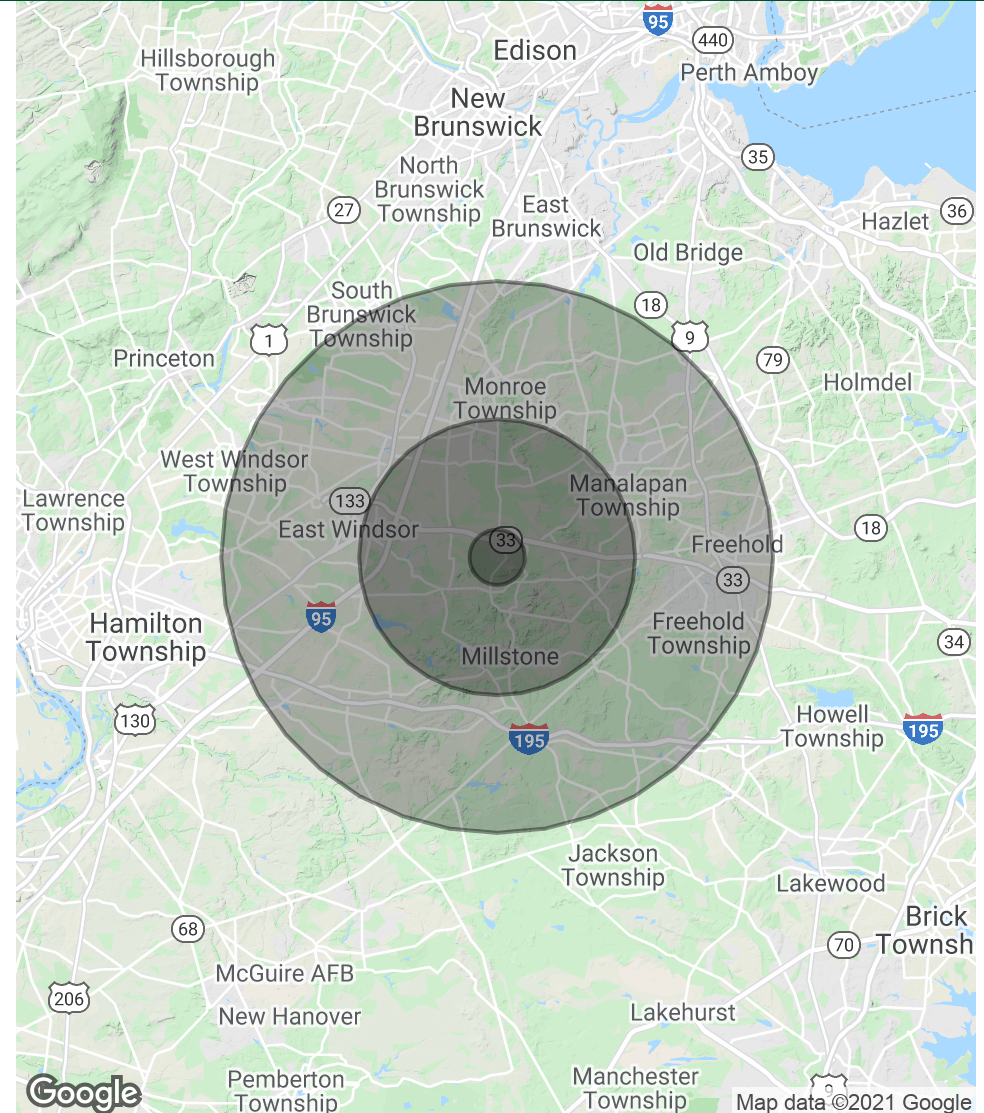 95
Edison
440
Hillsborough
Township
Perth Amboy
New
Brunswick
35
North
Brunswick
Township
27
East
Brunswick
36
Hazlet
Old Bridge
South
Brunswick
Township
18
1
9
Princeton
79
Monroe
Township
Holmdel
West Windsor
Township
Manalapan
Township
Lawrence
Township
133
East Windsor
18
33
Freehold
33
95
Hamilton
Township
Freehold
Township
34
Millstone
130
Howell
Township
195
195
Jackson
Township
Lakewood
Brick
Townsh
68
70
McGuire AFB
206
New Hanover
Lakehurst
Pemberton
Township
Manchester
Township
9
Google
Map data ©2021 Google